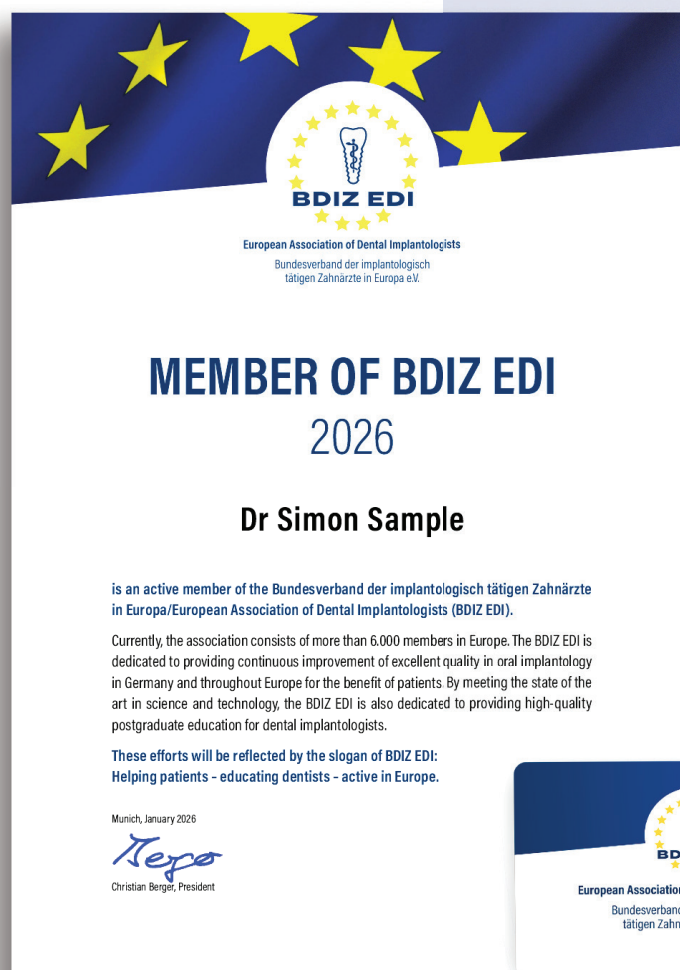 BDIZ EDI
European Association of Dental Implantologists
Bundesverband der implantologisch
tätigen Zahnärzte in Europa e.V.
MEMBER OF BDIZ EDI
2026
Dr Simon Sample
is an active member of the Bundesverband der implantologisch tätigen Zahnärzte
in Europa/European Association of Dental Implantologists (BDIZ EDI).
Currently, the association consists of more than 6.000 members in Europe. The BDIZ EDI is
dedicated to providing continuous improvement of excellent quality in oral implantology
in Germany and throughout Europe for the benefit of patients. By meeting the state of the
art in science and technology, the BDIZ EDI is also dedicated to providing high-quality
postgraduate education for dental implantologists.
These efforts will be reflected by the slogan of BDIZ EDI:
Helping patients – educating dentists – active in Europe.
Munich, January 2026
Berger
Christian Berger, President
BD
European Association
Bundesverband
tätigen Zahn